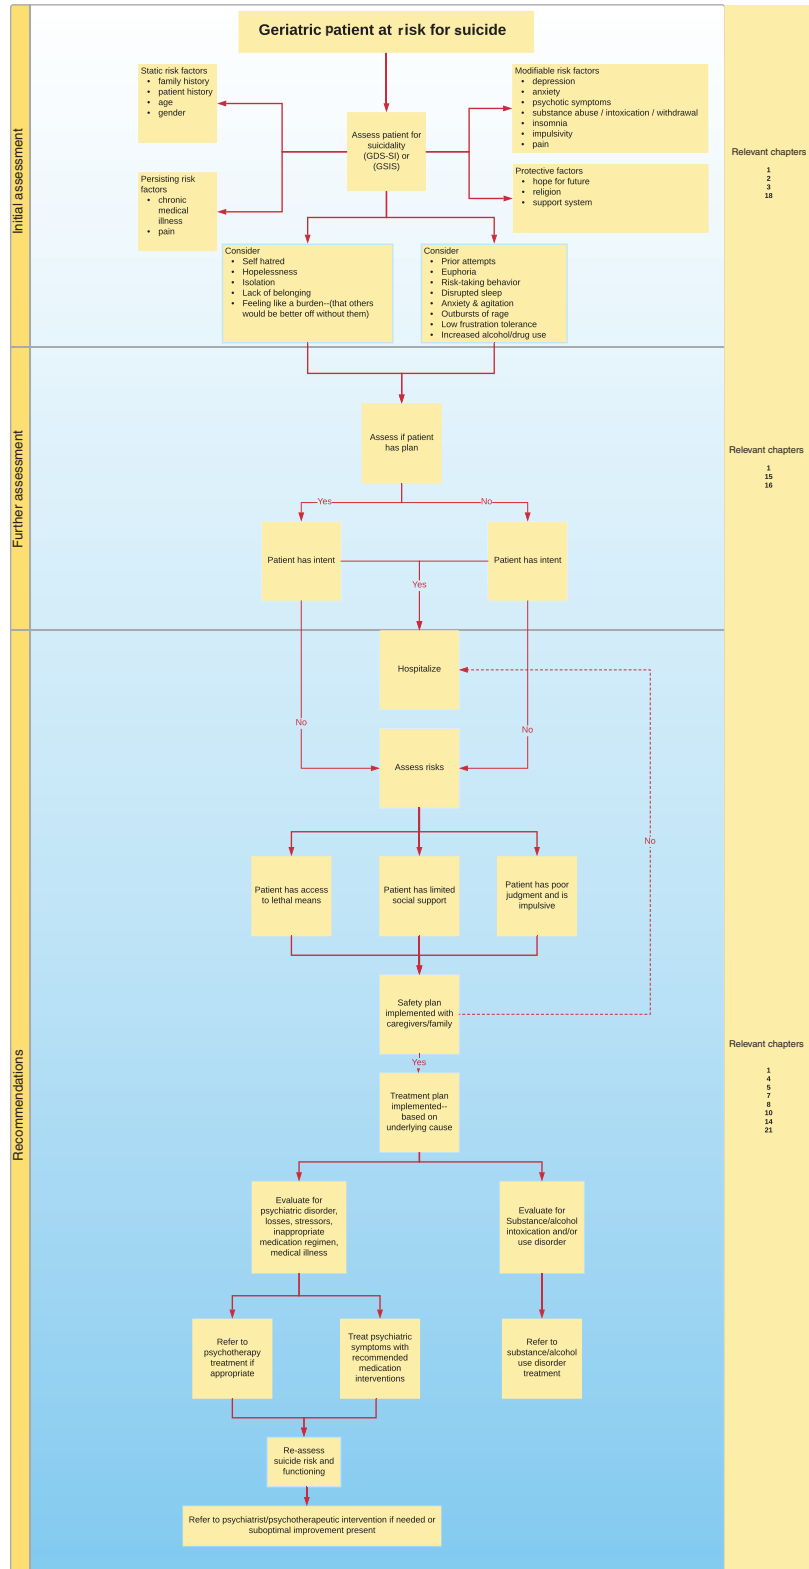 Geriatric Patient at risk for suicide
Initial assessment
Static risk factors
• family history
• patient history
• age
• gender
Persisting risk
factors
• chronic
medical
illness
• pain
Assess patient for
suicidality
(GDS-SI) or
(GSIS)
Modifiable risk factors
• depression
• anxiety
• psychotic symptoms
• substance abuse / intoxication / withdrawal
• insomnia
• impulsivity
• pain
Protective factors
• hope for future
• religion
• support system
Relevant chapters
1
2
3
18
Consider
• Self hatred
• Hopelessness
• Isolation
• Lack of belonging
• Feeling like a burden--(that others
would be better off without them)
Consider
• Prior attempts
• Euphoria
• Risk-taking behavior
• Disrupted sleep
• Anxiety & agitation
• Outbursts of rage
• Low frustration tolerance
• Increased alcohol/drug use
Further assessment
Assess if patient
has plan
Relevant chapters
1
15
16
Yes
No
Patient has intent
Patient has intent
Yes
Recommendations
Hospitalize
No
No
Assess risks
No
Patient has access
to lethal means
Patient has limited
social support
Patient has poor
judgment and is
impulsive
Safety plan
implemented with
caregivers/family
Yes
Relevant chapters
1
4
5
7
8
10
14
21
Treatment plan
implemented--
based on
underlying cause
Evaluate for
psychiatric disorder,
losses, stressors,
inappropriate
medication regimen,
medical illness
Evaluate for
Substance/alcohol
intoxication and/or
use disorder
Refer to
psychotherapy
treatment if
appropriate
Treat psychiatric
symptoms with
recommended
medication
interventions
Refer to
substance/alcohol
use disorder
treatment
Re-assess
suicide risk and
functioning
Refer to psychiatrist/psychotherapeutic intervention if needed or
suboptimal improvement present